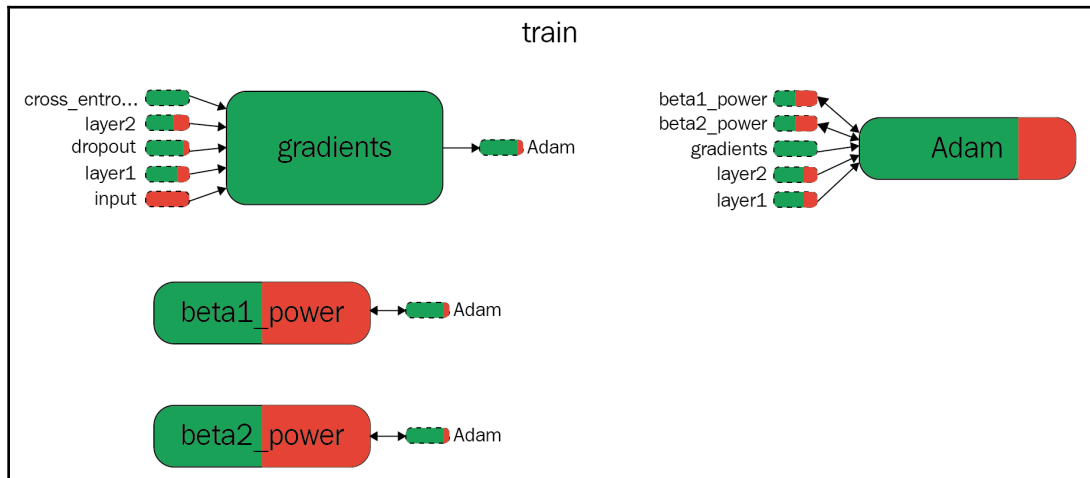 train
cross_entro...
layer2
dropout
layer1
input
gradients
Adam
beta1_power
beta2_power
gradients
layer2
layer1
Adam
beta1_power
Adam
beta2_power
Adam